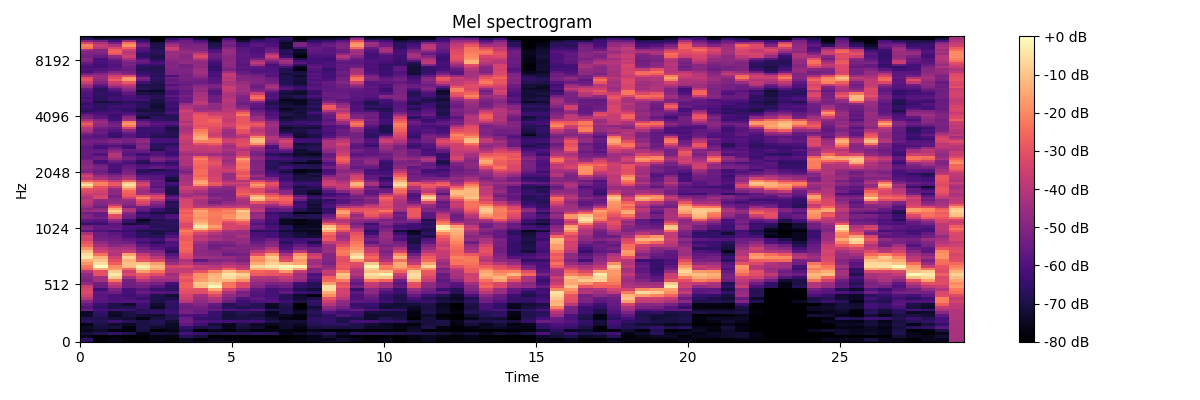 Mel spectrogram
Hz
8192
4096
2048
1024
512
0
0 5 10 15 20 25
Time
+0 dB
-10 dB
-20 dB
-30 dB
-40 dB
-50 dB
-60 dB
-70 dB
-80 dB